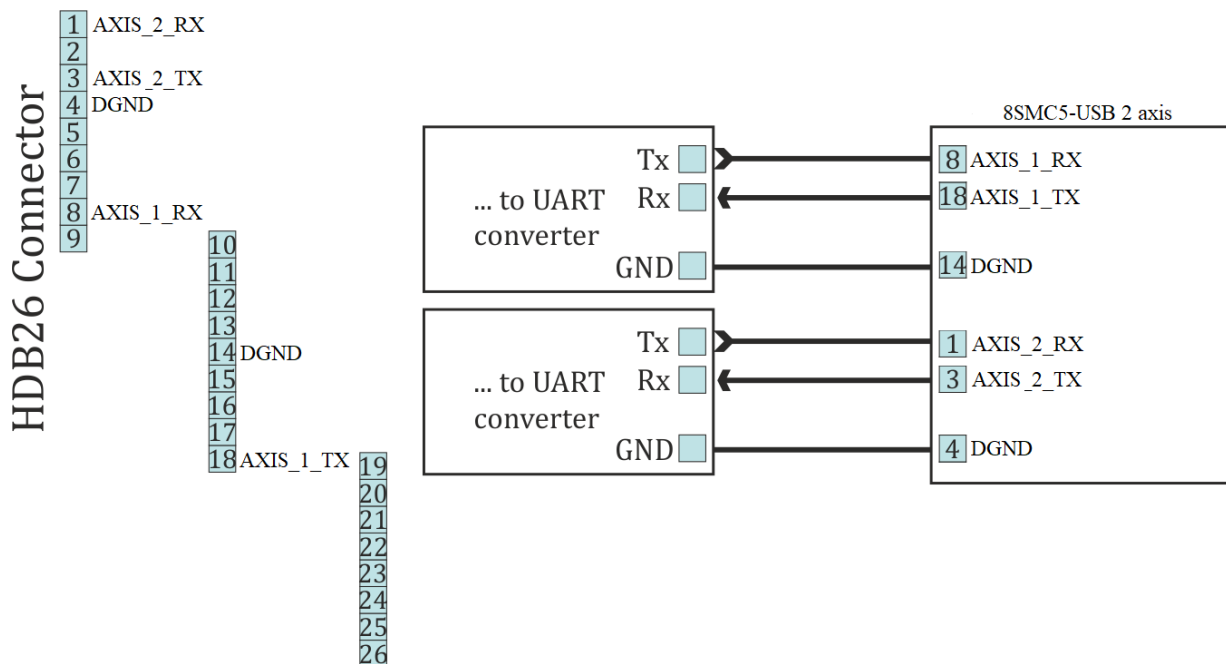 HDB26 Connector
1 AXIS_2_RX
2
3 AXIS_2_TX
4 DGND
5
6
7
8 AXIS_1_RX
9
10
11
12
13
14 DGND
15
16
17
18 AXIS_1_TX
19
20
21
22
23
24
25
26
... to UART
converter
Tx
Rx
GND
... to UART
converter
Tx
Rx
GND
8SMC5-USB 2 axis
8 AXIS_1_RX
18 AXIS_1_TX
14 DGND
1 AXIS_2_RX
3 AXIS_2_TX
4 DGND